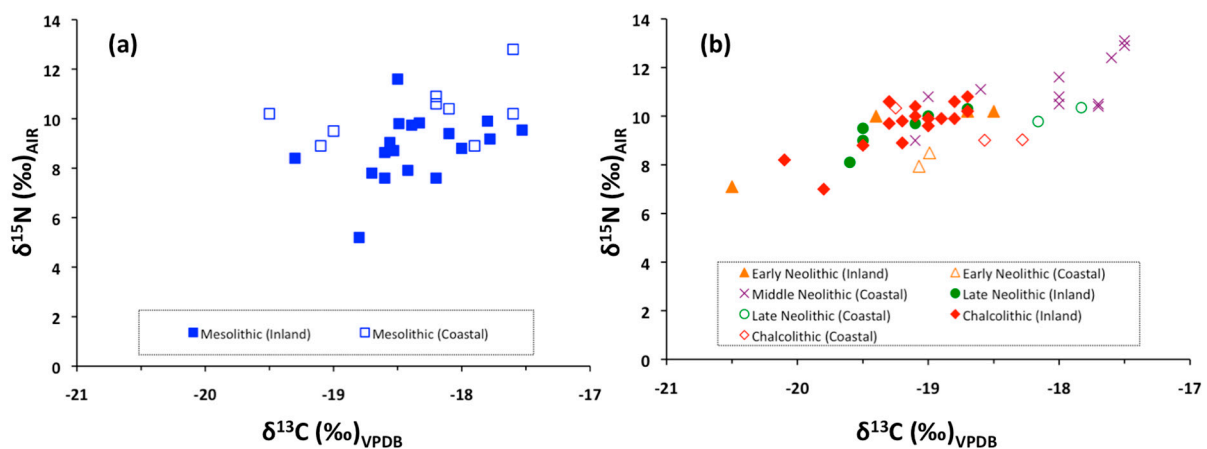 (a)
14
12
10
8
6
4
2
0
-21
-20
-19
-18
-17
δ15N (‰)AIR
δ13C (‰)VPDB
Mesolithic (Inland) Mesolithic (Coastal)
(b)
14
12
10
8
6
4
2
0
-21
-20
-19
-18
-17
δ15N (‰)AIR
δ13C (‰)VPDB
Early Neolithic (Inland) Early Neolithic (Coastal)
Middle Neolithic (Coastal) Late Neolithic (Inland)
Late Neolithic (Coastal) Chalcolithic (Inland)
Chalcolithic (Coastal)